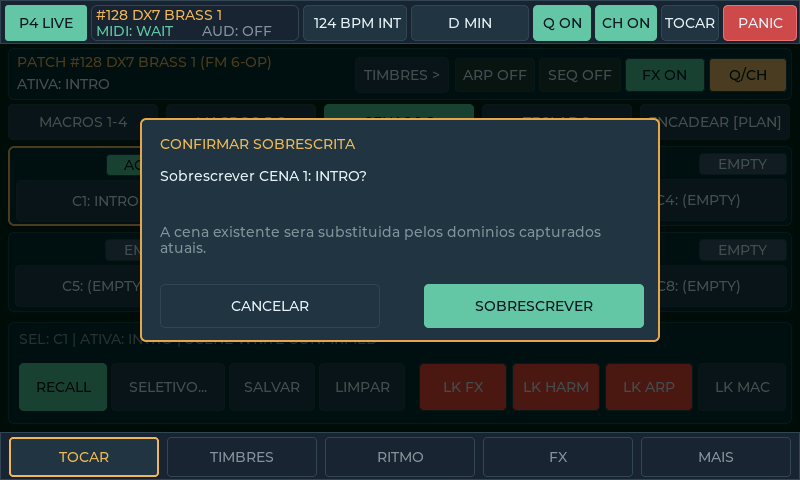 P4 LIVE
#128 DX7 BRASS 1
MIDI: WAIT AUD: OFF
124 BPM INT
D MIN
Q ON
CH ON
TOCAR
PANIC
PATCH #128 DX7 BRASS 1 (FM 6-OP)
ATIVA: INTRO
TIMBRES >
ARP OFF
SEQ OFF
FX ON
Q/CH
MACROS 1-4
ENCADEAR [PLAN]
EMPTY
C1: INTRO
C4: (EMPTY)
EMPTY
C5: (EMPTY)
C8: (EMPTY)
CONFIRMAR SOBRESCRITA
Sobrescrever CENA 1: INTRO?
A cena existente sera substituida pelos dominios capturados
atuais.
CANCELAR
SOBRESCREVER
SEL: C1 | ATIVA:
RECALL
SELETIVO...
SALVAR
LIMPAR
LK FX
LK HARM
LK ARP
LK MAC
TOCAR
TIMBRES
RITMO
FX
MAIS